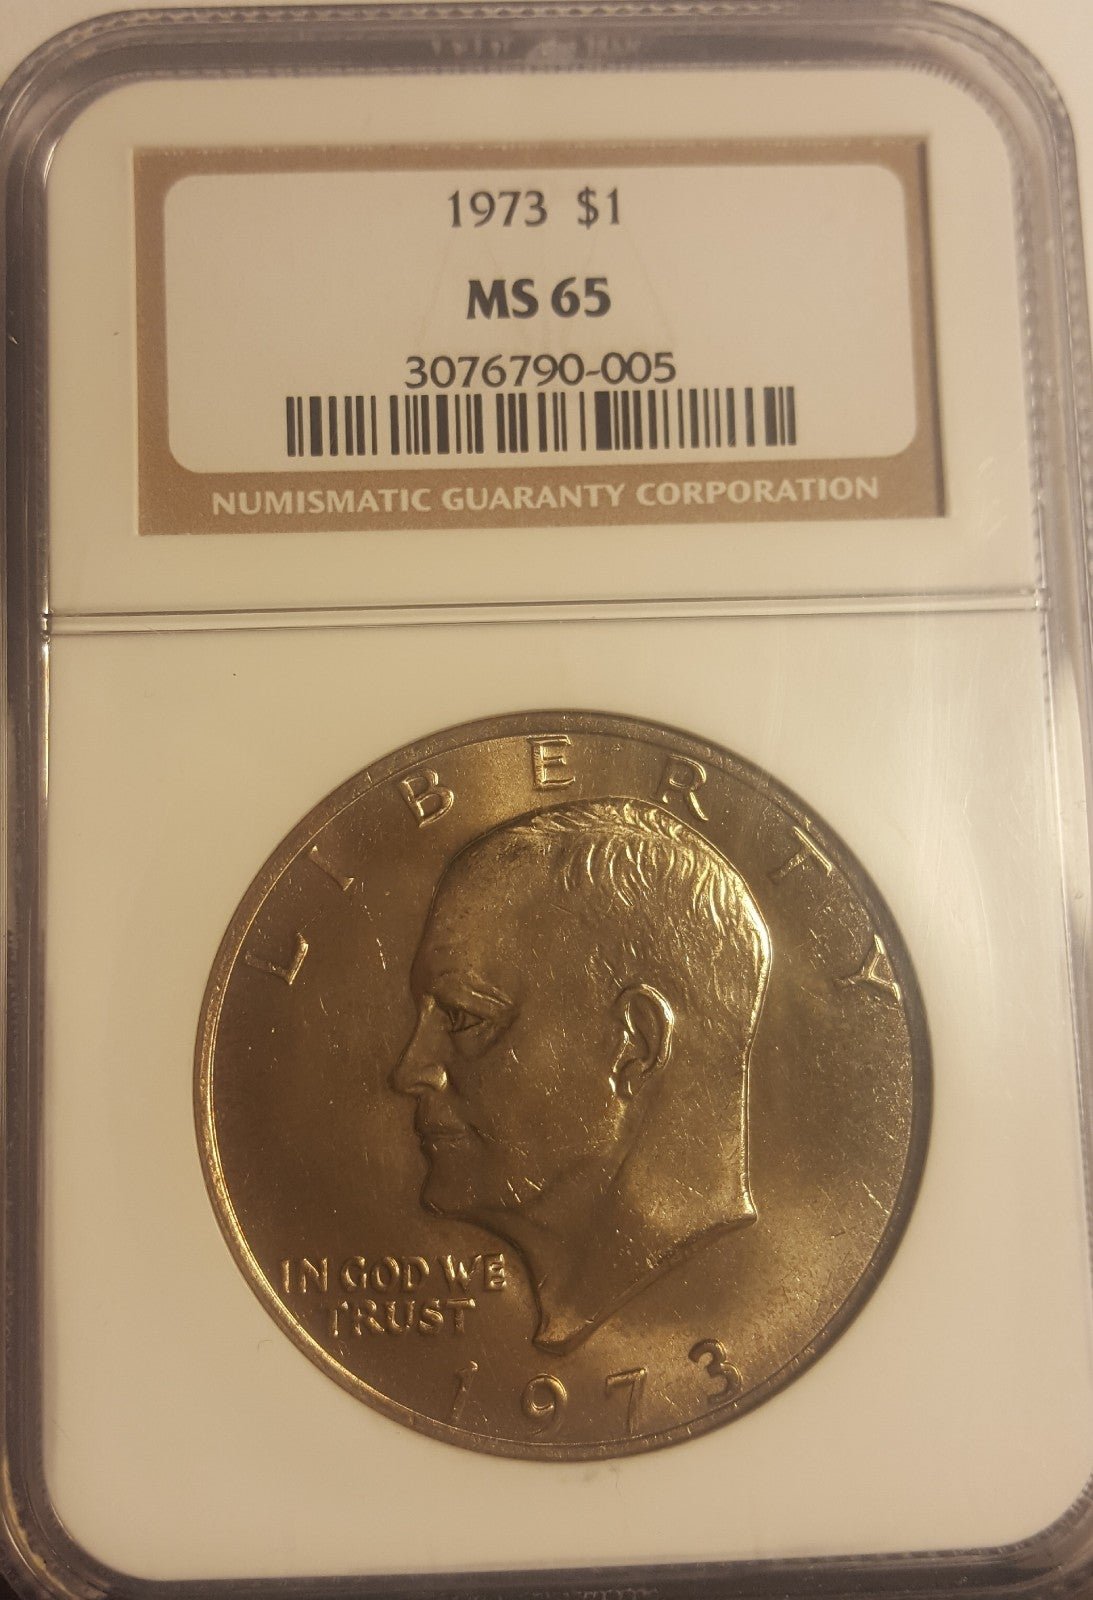 1973 $1
MS 65
3076790-005
NUMISMATIC GUARANTY CORPORATION
LIBERTY
IN GOD WE
TRUST
1973